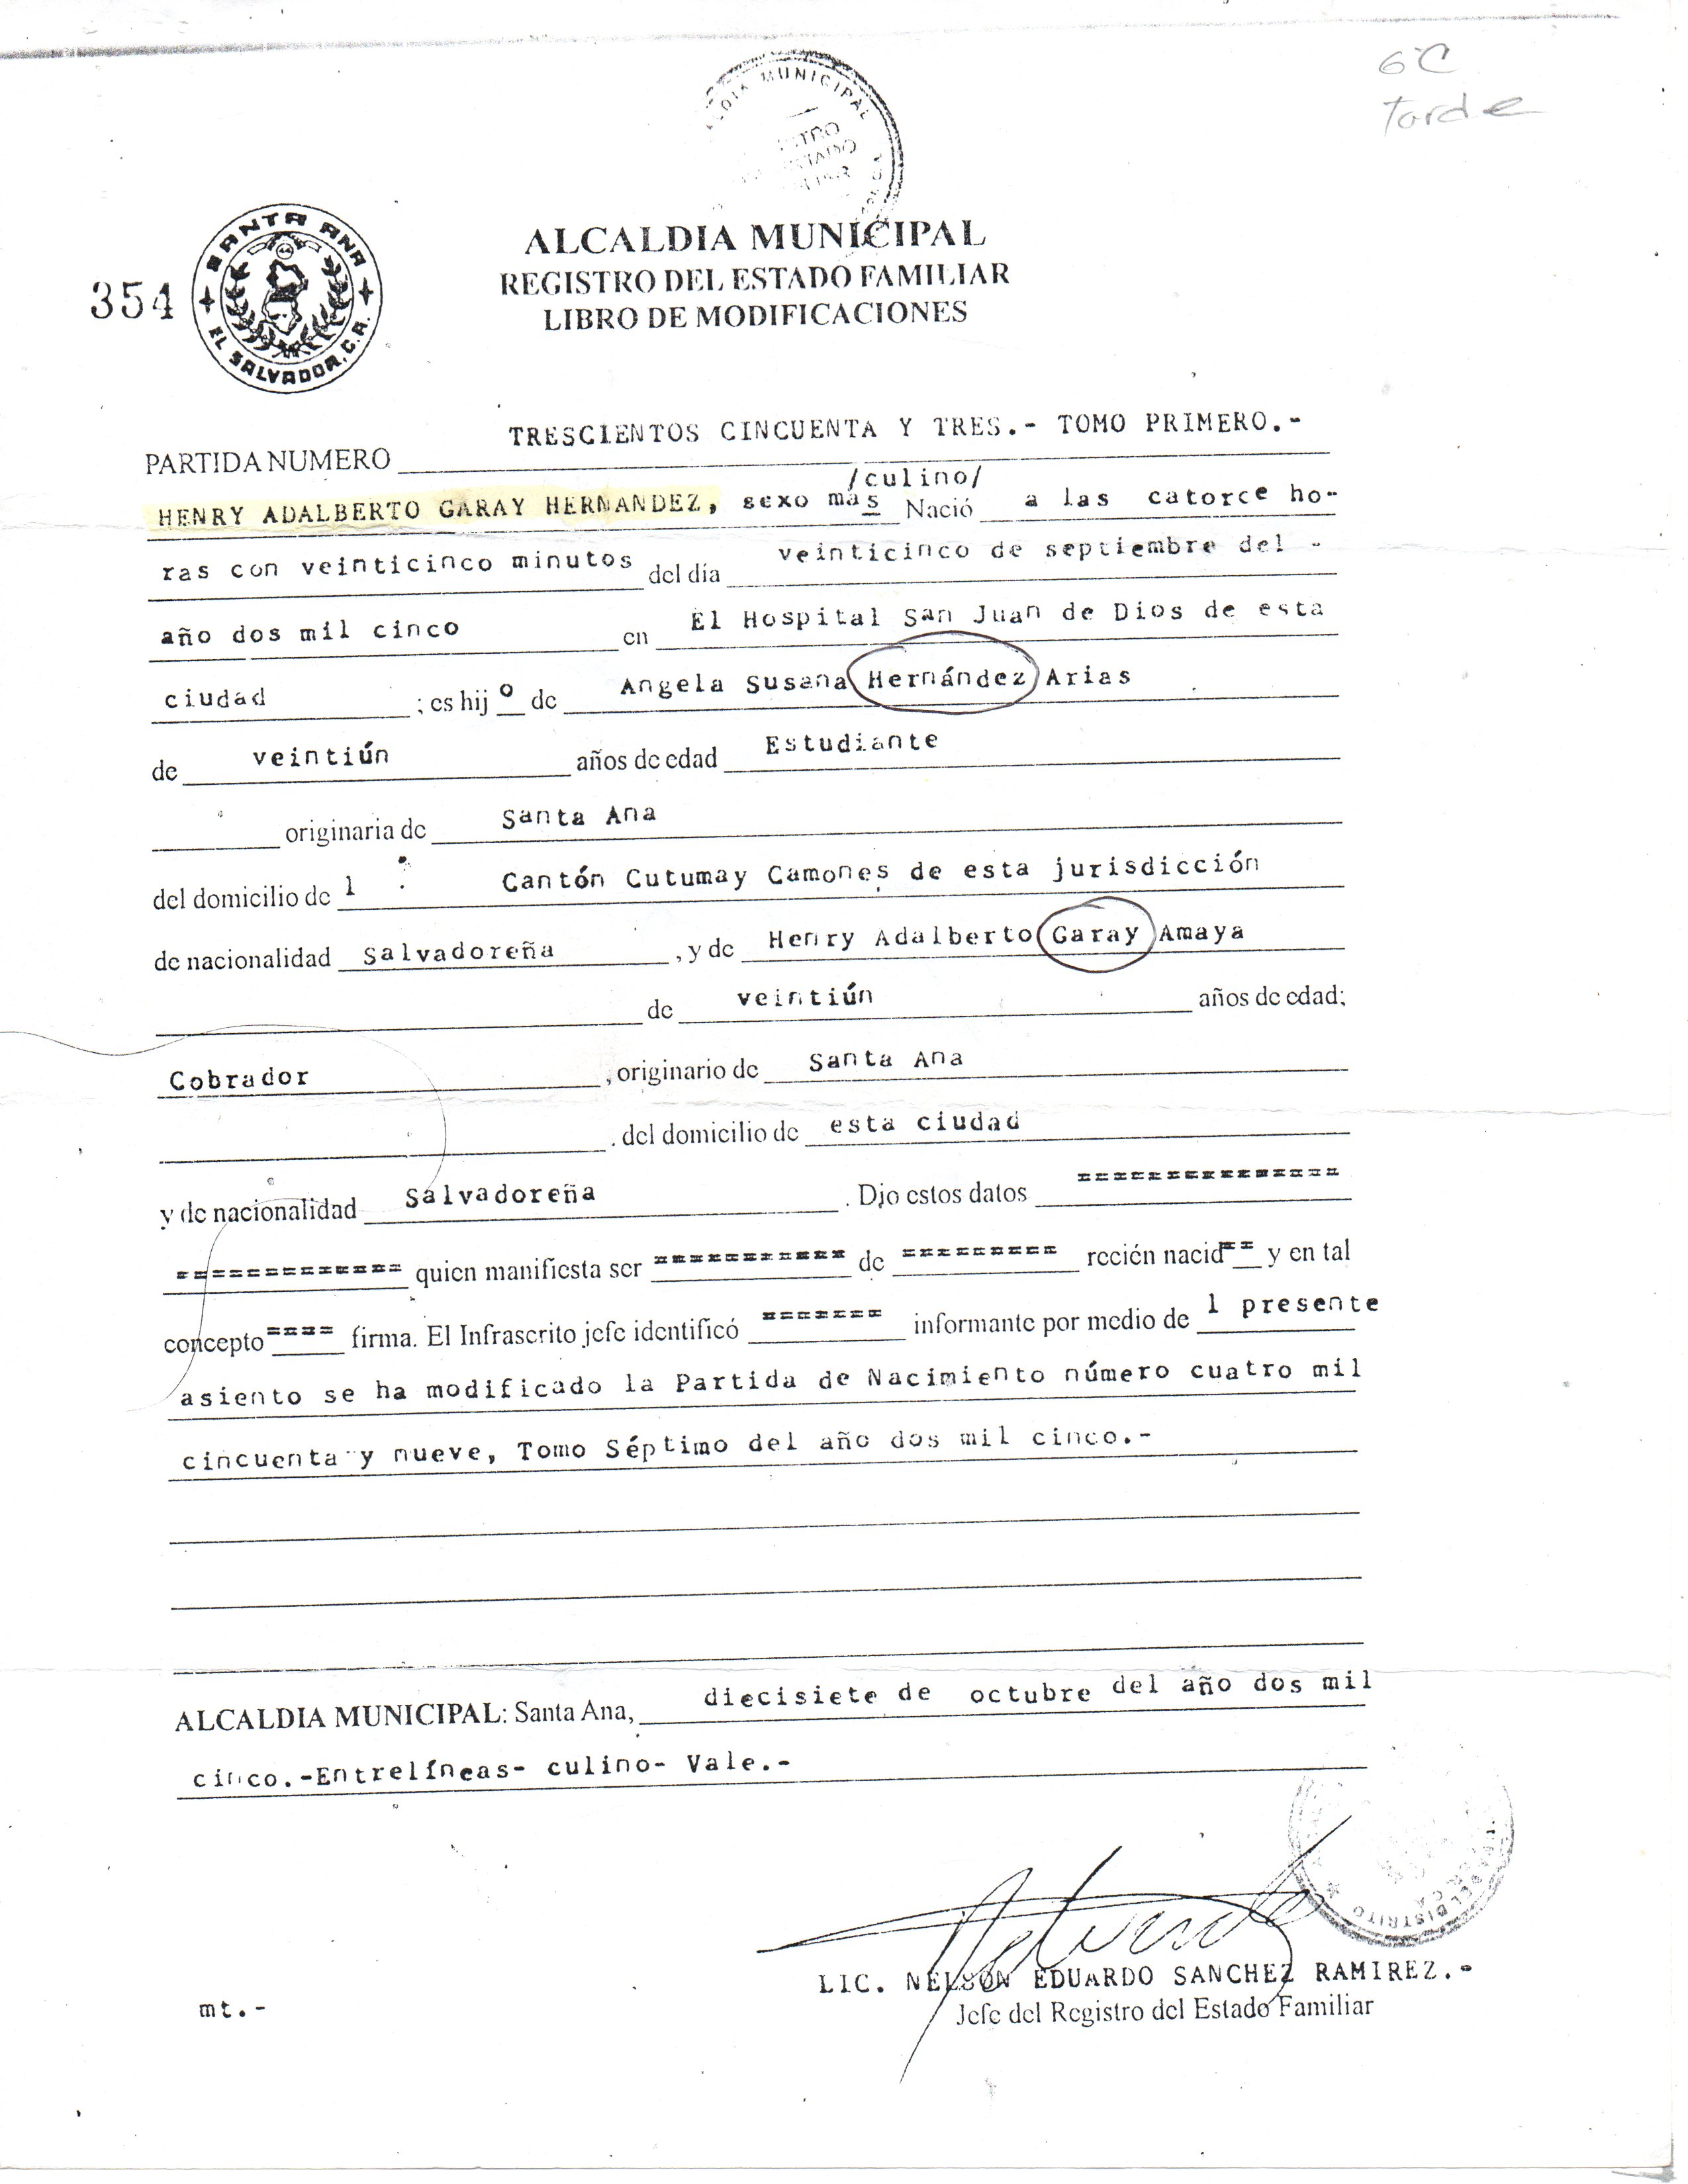 6°C
Tarde
ALCALDIA MUNICIPAL
354
SANTA ANA
EL SALVADOR, C.A.
ALCALDIA MUNICIPAL
REGISTRO DEL ESTADO FAMILIAR
LIBRO DE MODIFICACIONES
PARTIDA NUMERO TRESCIENTOS CINCUENTA Y TRES.- TOMO PRIMERO.-
/culino/
HENRY ADALBERTO GARAY HERNANDEZ, sexo mas Nació a las catorce ho-
ras con veinticinco minutos del día veinticinco de septiembre del -
año dos mil cinco en El Hospital San Juan de Dios de esta
ciudad ; es hij o de Angela Susana Hernández Arias
de veintiún años de edad Estudiante
originaria de Santa Ana
del domicilio de l Cantón Cutumay Camones de esta jurisdicción
de nacionalidad Salvadoreña , y de Henry Adalberto Garay Amaya
de veintiún años de edad;
Cobrador , originario de Santa Ana
. del domicilio de esta ciudad
y de nacionalidad Salvadoreña . Dio estos datos ===============
============= quien manifiesta ser =========== de ========= recién nacid== y en tal
concepto ==== firma. El Infrascrito jefe identificó ======= informante por medio de l presente
asiento se ha modificado la Partida de Nacimiento número cuatro mil
cincuenta y nueve, Tomo Séptimo del año dos mil cinco.-
ALCALDIA MUNICIPAL: Santa Ana, diecisiete de octubre del año dos mil
cinco.-Entrelíneas- culino- Vale.-
DISTRITO
LIC. NELSON EDUARDO SANCHEZ RAMIREZ.-
Jefe del Registro del Estado Familiar
mt.-